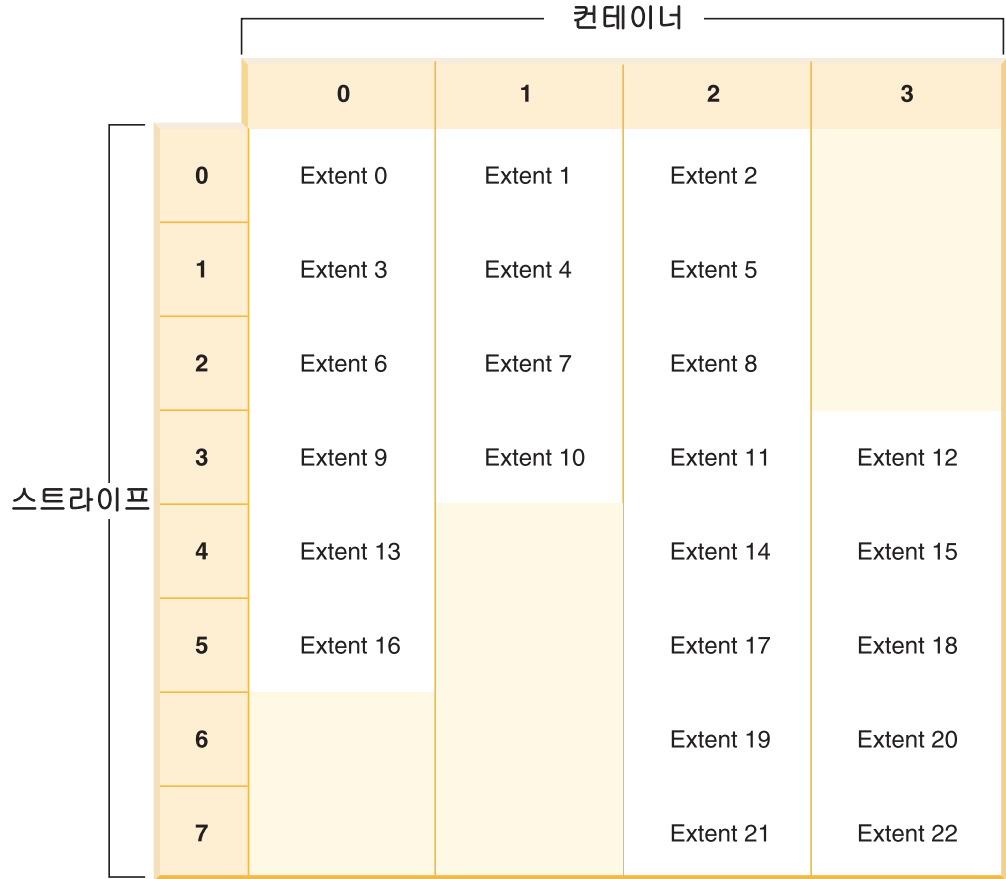 컨테이너
0 1 2 3
0 Extent 0 Extent 1 Extent 2
1 Extent 3 Extent 4 Extent 5
2 Extent 6 Extent 7 Extent 8
3 Extent 9 Extent 10 Extent 11 Extent 12
스트라이프
4 Extent 13 Extent 14 Extent 15
5 Extent 16 Extent 17 Extent 18
6 Extent 19 Extent 20
7 Extent 21 Extent 22